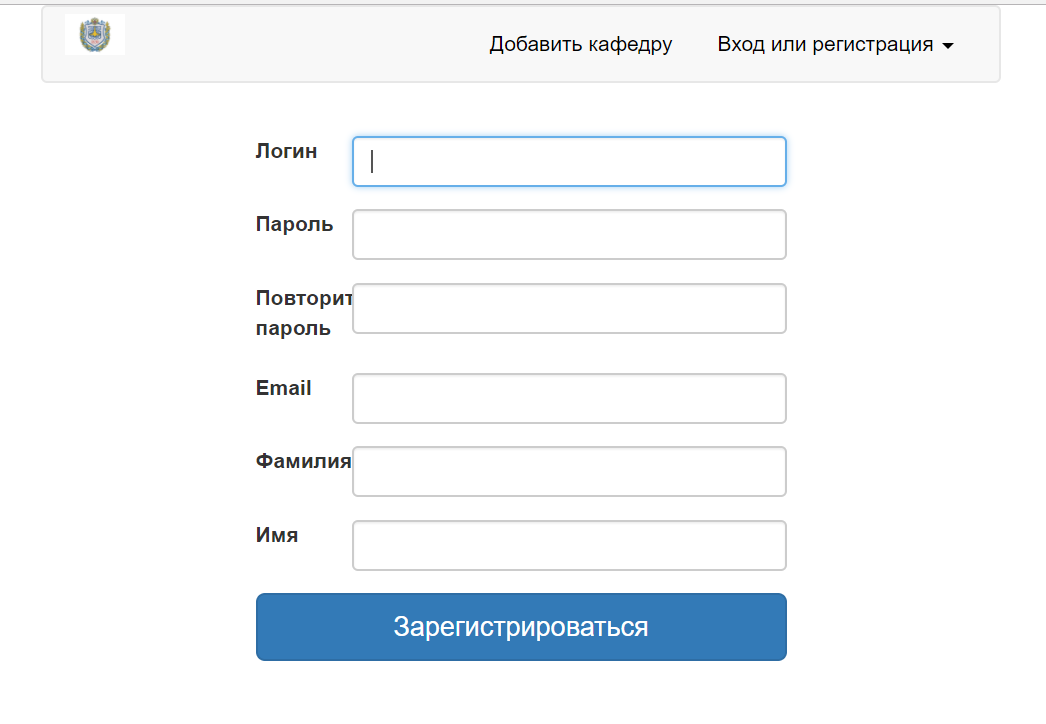 Добавить кафедру Вход или регистрация
Логин
Пароль
Повторит
пароль
Email
Фамилия
Имя
Зарегистрироваться